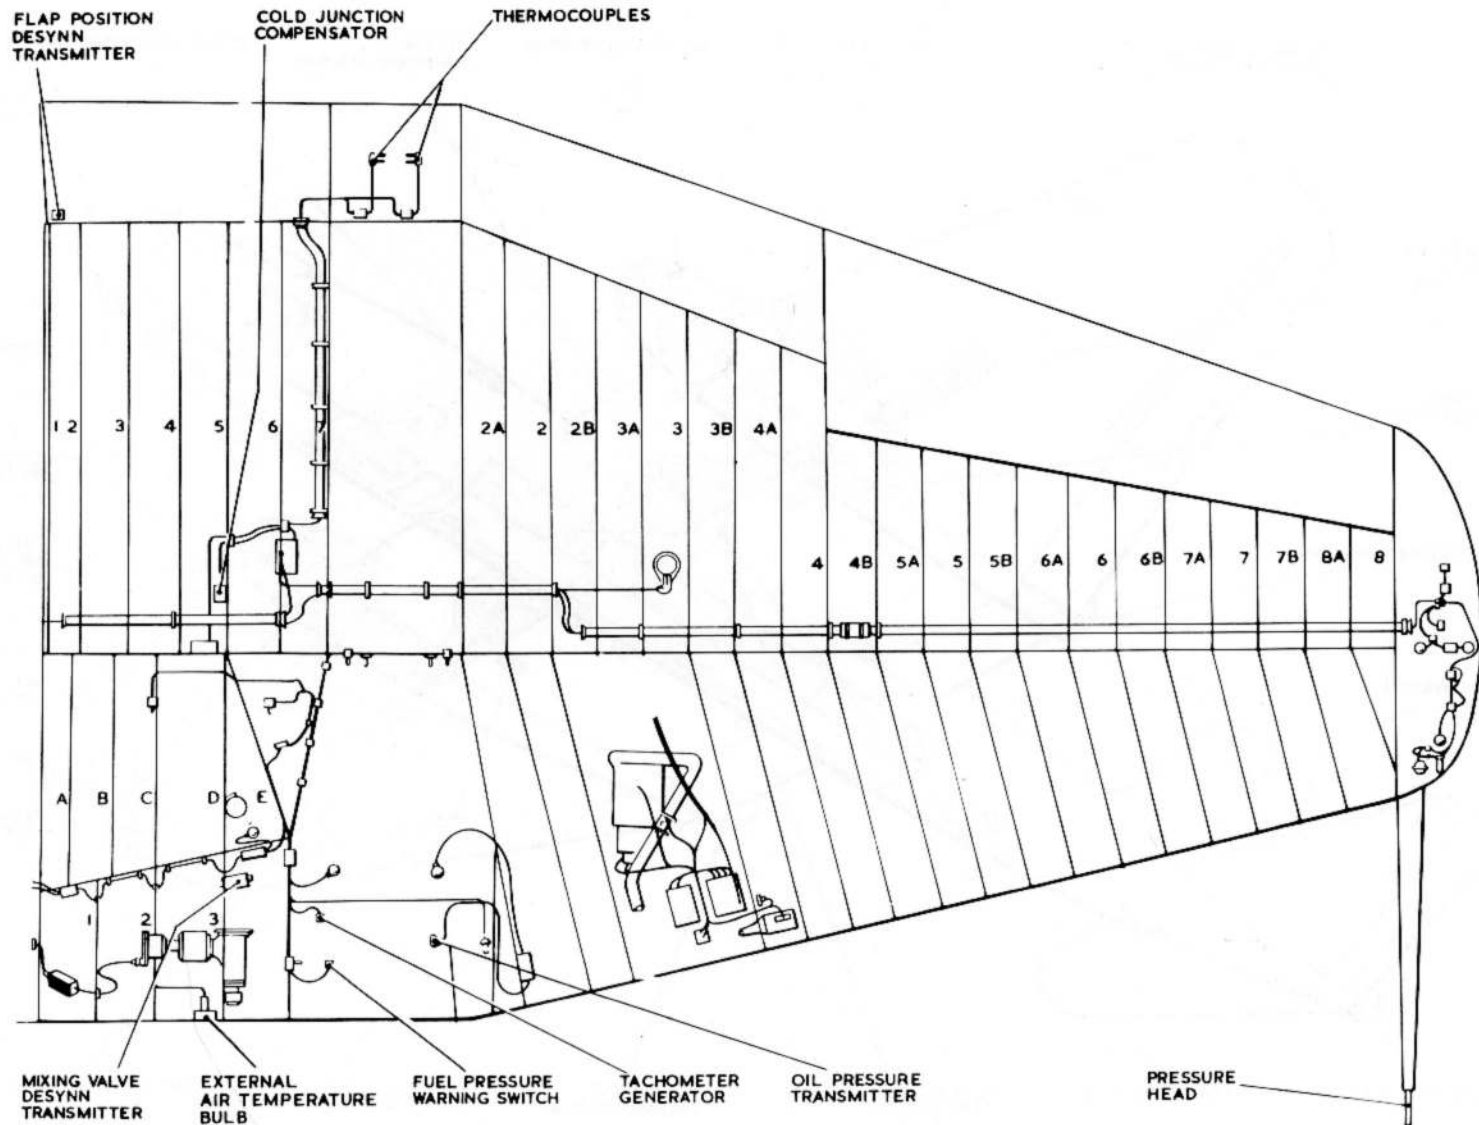 FLAP POSITION
DESYNN
TRANSMITTER
COLD JUNCTION
COMPENSATOR
THERMOCOUPLES
1 2 3 4 5 6 7 2A 2 2B 3A 3 3B 4A
4 4B 5A 5 5B 6A 6 6B 7A 7 7B 8A 8
A B C D E
1 2 3
MIXING VALVE
DESYNN
TRANSMITTER
EXTERNAL
AIR TEMPERATURE
BULB
FUEL PRESSURE
WARNING SWITCH
TACHOMETER
GENERATOR
OIL PRESSURE
TRANSMITTER
PRESSURE
HEAD